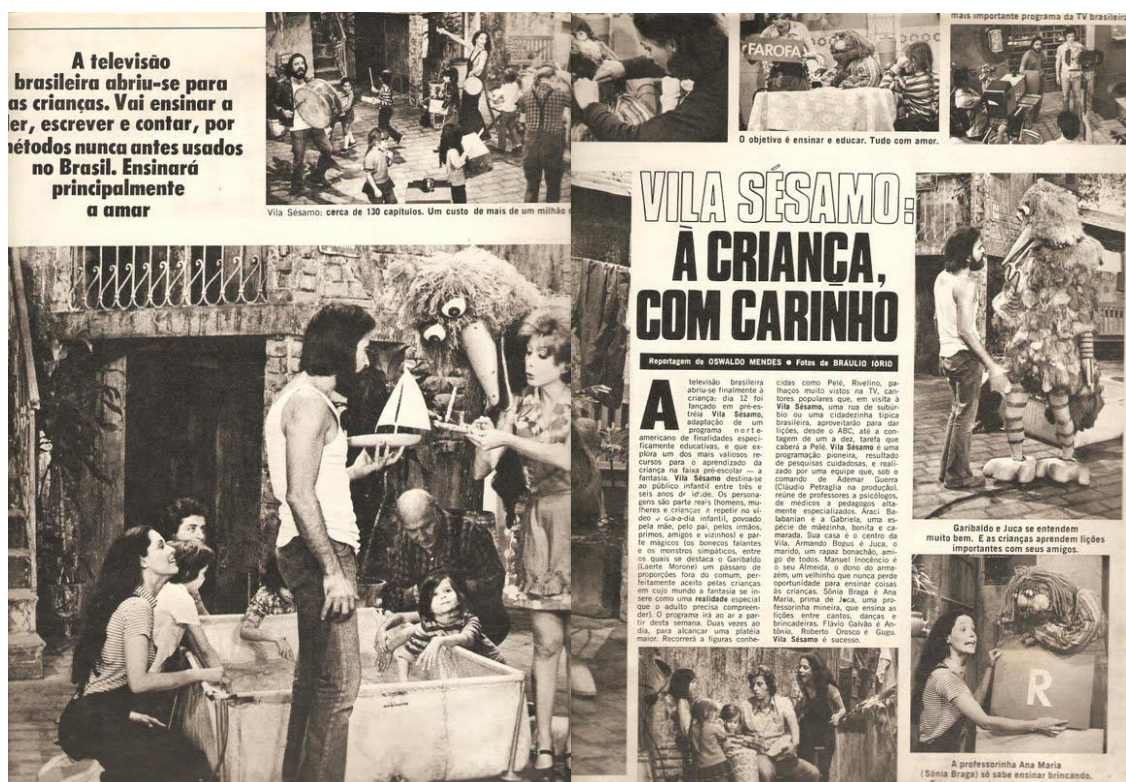 A televisão
brasileira abriu-se para
as crianças. Vai ensinar a
ler, escrever e contar, por
métodos nunca antes usados
no Brasil. Ensinará
principalmente
a amar
Vila Sésamo: cerca de 130 capítulos. Um custo de mais de um milhão
FAROFA
O objetivo é ensinar e educar. Tudo com amor.
mais importante programa da TV brasileira
VILA SÉSAMO:
À CRIANÇA,
COM CARINHO
Reportagem de OSWALDO MENDES ● Fotos de BRAULIO IÓRIO
A televisão brasileira
abriu-se finalmente à
criança: dia 12 foi
lançado em pré-es-
tréia Vila Sésamo,
adaptação de um
programa norte-
americano de finalidades especi-
ficamente educativas, e que ex-
plora um dos mais valiosos re-
cursos para o aprendizado da
criança na faixa pré-escolar — a
fantasia. Vila Sésamo destina-se
ao público infantil entre três e
seis anos de idade. Os persona-
gens são parte reais (homens, mu-
lheres e crianças a repetir no ví-
deo o dia-a-dia infantil, povoado
pela mãe, pelo pai, pelos irmãos,
primos, amigos e vizinhos) e par-
te mágicos (os bonecos falantes
e os monstros simpáticos, entre
os quais se destaca o Garibaldo
(Laerte Morone) um pássaro de
proporções fora do comum, per-
feitamente aceito pelas crianças
em cujo mundo a fantasia se in-
sere como uma realidade especial
que o adulto precisa compreen-
der). O programa irá ao ar a par-
tir desta semana. Duas vezes ao
dia, para alcançar uma platéia
maior. Recorrerá a figuras conhe-
cidas como Pelé, Rivelino, pa-
lhaços muito vistos na TV, can-
tores populares que, em visita à
Vila Sésamo, uma rua de subúr-
bio ou uma cidadezinha típica
brasileira, aproveitarão para dar
lições, desde o ABC, até a con-
tagem de um a dez, tarefa que
caberá a Pelé. Vila Sésamo é uma
programação pioneira, resultado
de pesquisas cuidadosas, e reali-
zado por uma equipe que, sob o
comando de Ademar Guerra
(Cláudio Petraglia na produção),
reúne de professores a psicólogos,
de médicos a pedagogos alta-
mente especializados. Araci Ba-
labanian é a Gabriela, uma es-
pécie de mãezinha, bonita e ca-
marada. Sua casa é o centro da
Vila. Armando Bogus é Juca, o
marido, um rapaz bonachão, ami-
go de todos. Manuel Inocêncio é
o seu Almeida, o dono do arma-
zém, um velhinho que nunca perde
oportunidade para ensinar coisas
às crianças. Sônia Braga é Ana
Maria, prima de Juca, uma pro-
fessorinha mineira, que ensina as
lições entre cantos, danças e
brincadeiras. Flávio Galvão é An-
tônio, Roberto Orosco é Gugu.
Vila Sésamo é sucesso.
Garibaldo e Juca se entendem
muito bem. E as crianças aprendem lições
importantes com seus amigos.
R
A professorinha Ana Maria
(Sônia Braga) só sabe ensinar brincando.